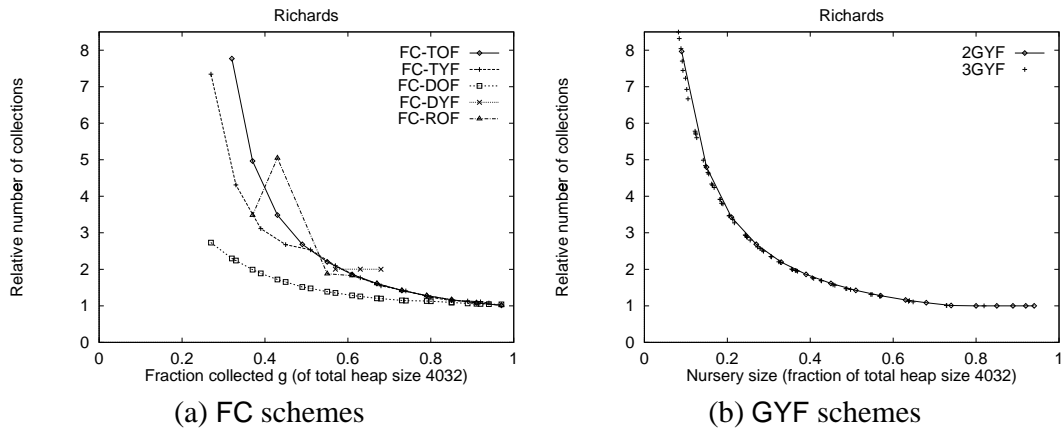 Richards
Relative number of collections
8
7
6
5
4
3
2
1
0
FC-TOF
FC-TYF
FC-DOF
FC-DYF
FC-ROF
0 0.2 0.4 0.6 0.8 1
Fraction collected g (of total heap size 4032)
(a) FC schemes
Richards
Relative number of collections
8
7
6
5
4
3
2
1
0
2GYF
3GYF
0 0.2 0.4 0.6 0.8 1
Nursery size (fraction of total heap size 4032)
(b) GYF schemes